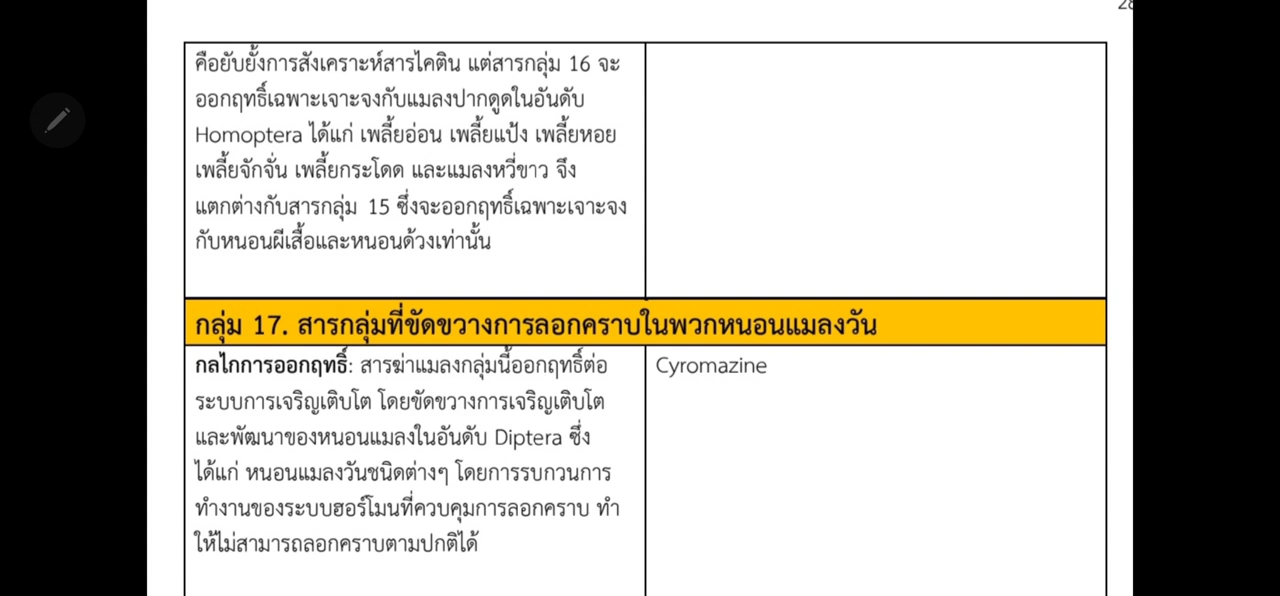 28
คือยับยั้งการสังเคราะห์สารไคติน แต่สารกลุ่ม 16 จะ
ออกฤทธิ์เฉพาะเจาะจงกับแมลงปากดูดในอันดับ
Homoptera ได้แก่ เพลี้ยอ่อน เพลี้ยแป้ง เพลี้ยหอย
เพลี้ยจักจั่น เพลี้ยกระโดด และแมลงหวี่ขาว จึง
แตกต่างกับสารกลุ่ม 15 ซึ่งจะออกฤทธิ์เฉพาะเจาะจง
กับหนอนผีเสื้อและหนอนด้วงเท่านั้น
กลุ่ม 17. สารกลุ่มที่ขัดขวางการลอกคราบในพวกหนอนแมลงวัน
กลไกการออกฤทธิ์: สารฆ่าแมลงกลุ่มนี้ออกฤทธิ์ต่อ
ระบบการเจริญเติบโต โดยขัดขวางการเจริญเติบโต
และพัฒนาของหนอนแมลงในอันดับ Diptera ซึ่ง
ได้แก่ หนอนแมลงวันชนิดต่างๆ โดยการรบกวนการ
ทำงานของระบบฮอร์โมนที่ควบคุมการลอกคราบ ทำ
ให้ไม่สามารถลอกคราบตามปกติได้
Cyromazine